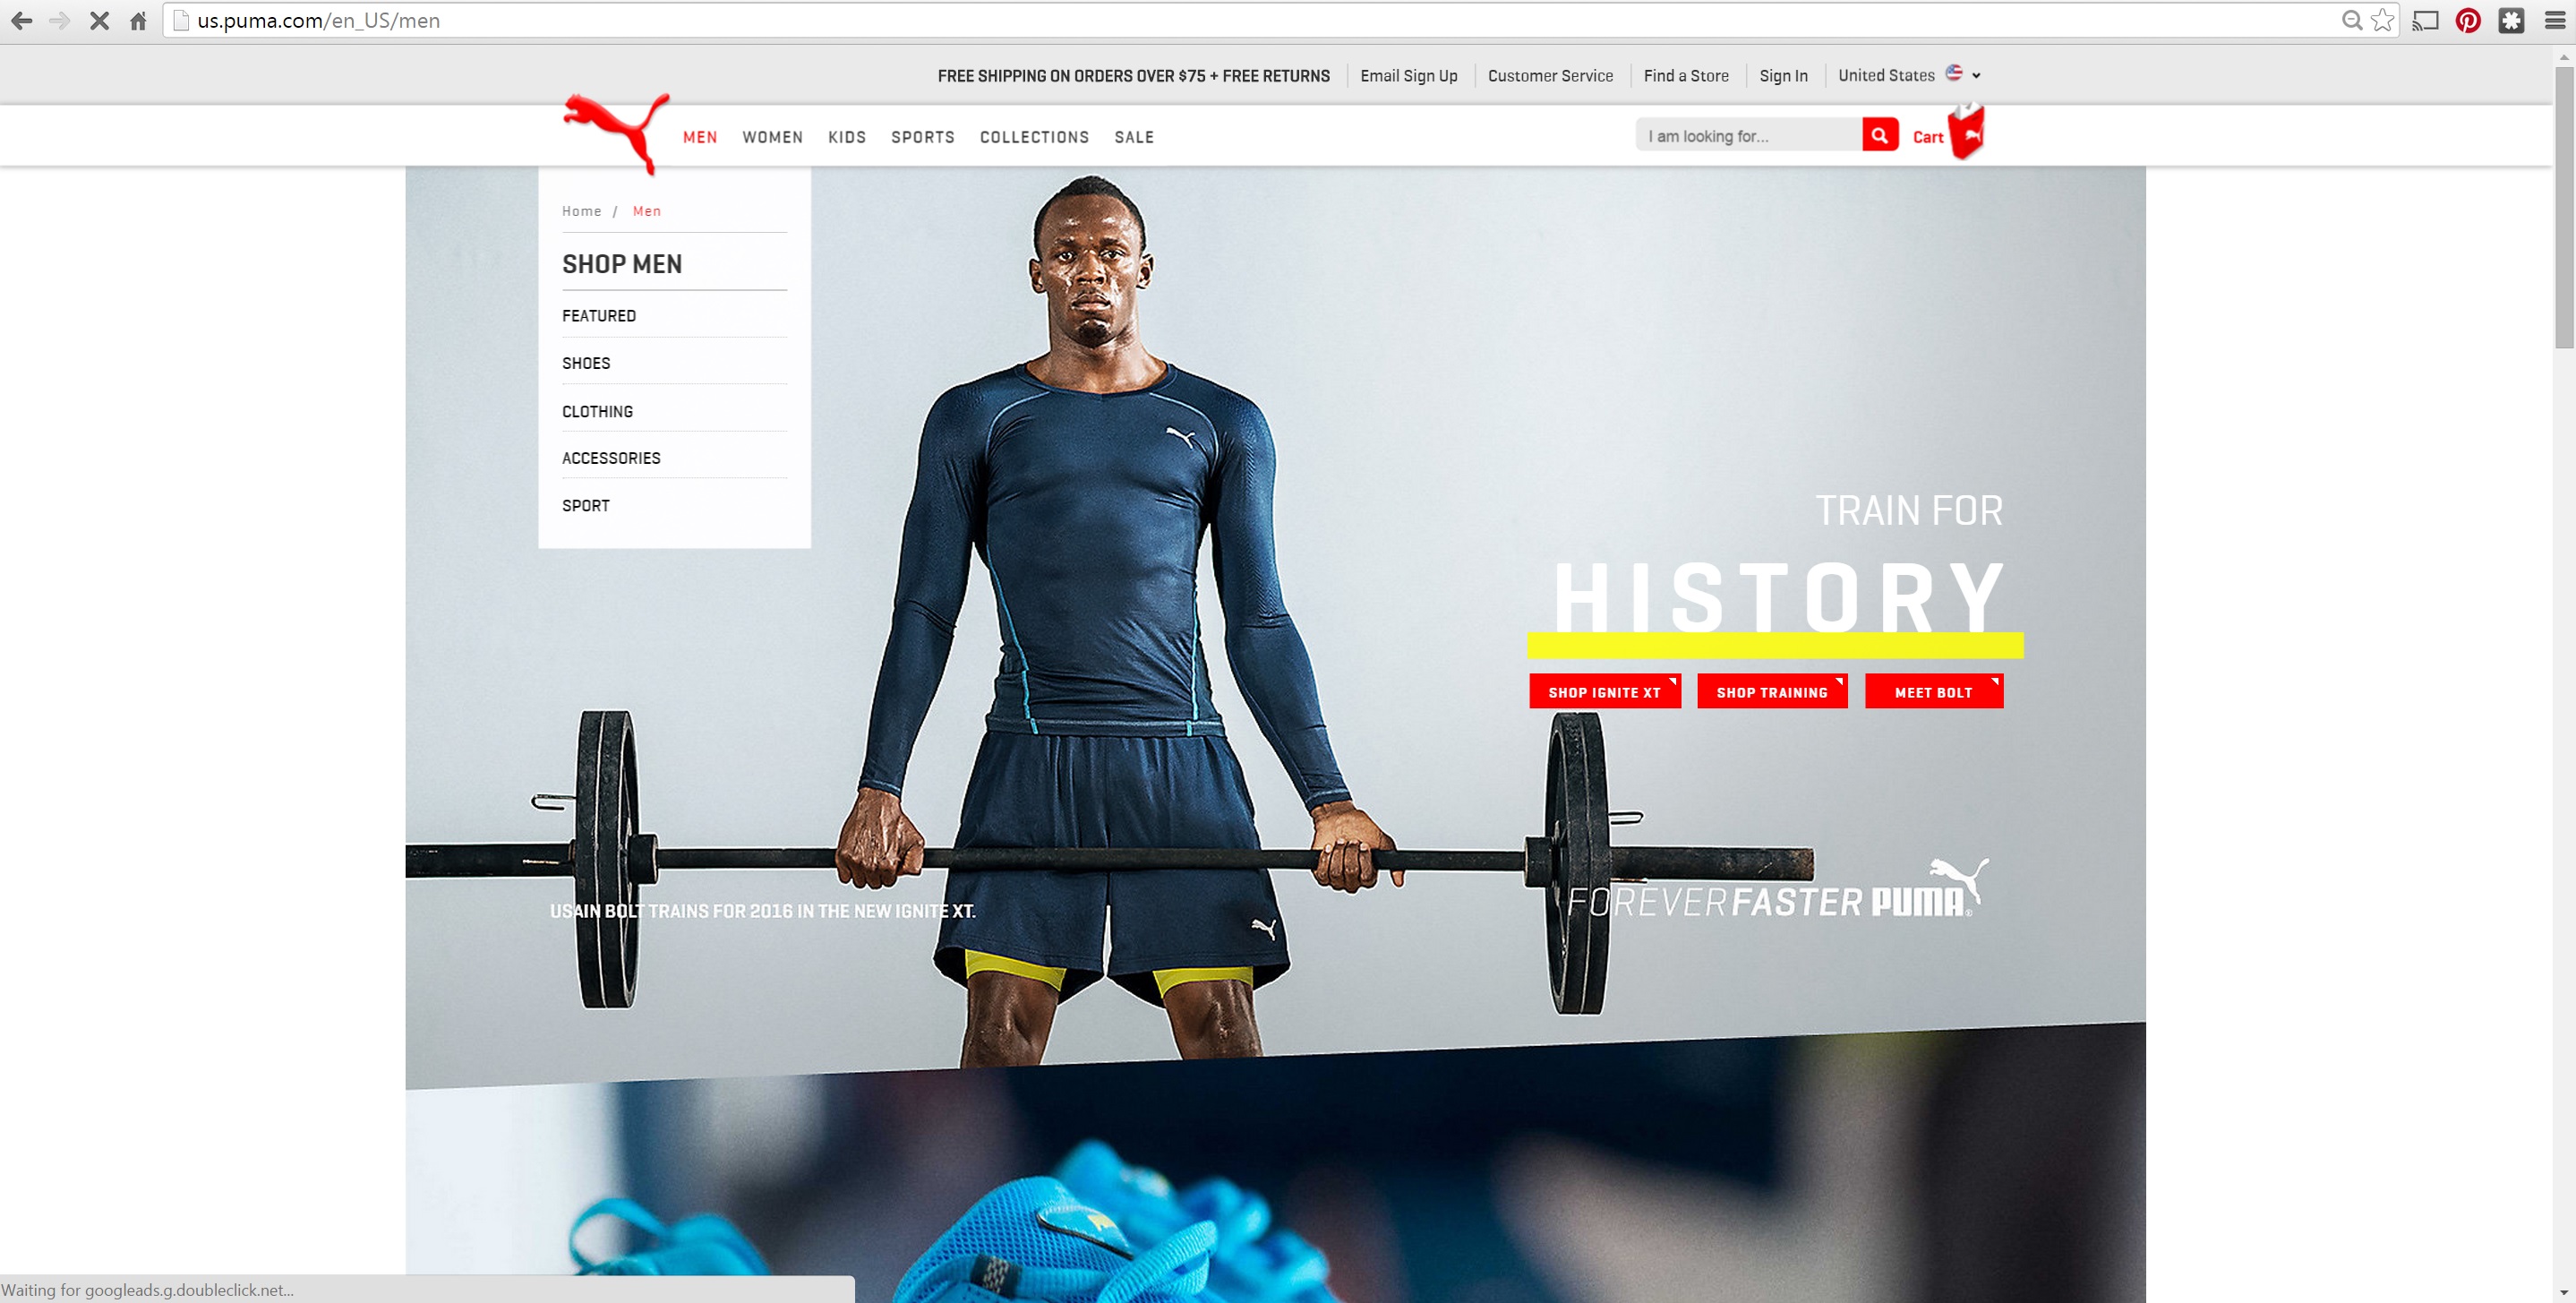 us.puma.com/en_US/men
FREE SHIPPING ON ORDERS OVER $75 + FREE RETURNS
Email Sign Up
Customer Service
Find a Store
Sign In
United States
MEN
WOMEN
KIDS
SPORTS
COLLECTIONS
SALE
I am looking for...
Cart
Home / Men
SHOP MEN
FEATURED
SHOES
CLOTHING
ACCESSORIES
SPORT
TRAIN FOR
HISTORY
SHOP IGNITE XT
SHOP TRAINING
MEET BOLT
USAIN BOLT TRAINS FOR 2016 IN THE NEW IGNITE XT.
FOREVER FASTER PUMA®
Waiting for googleads.g.doubleclick.net...